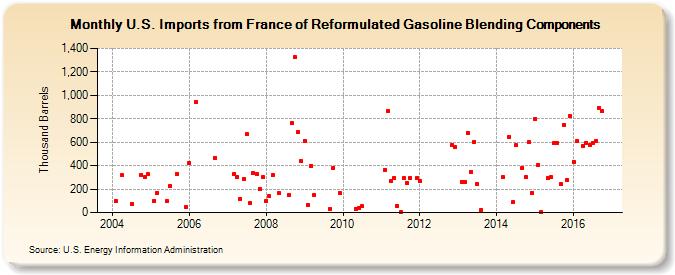 Monthly U.S. Imports from France of Reformulated Gasoline Blending Components
Thousand Barrels
1,400
1,200
1,000
800
600
400
200
0
2004 2006 2008 2010 2012 2014 2016
Source: U.S. Energy Information Administration